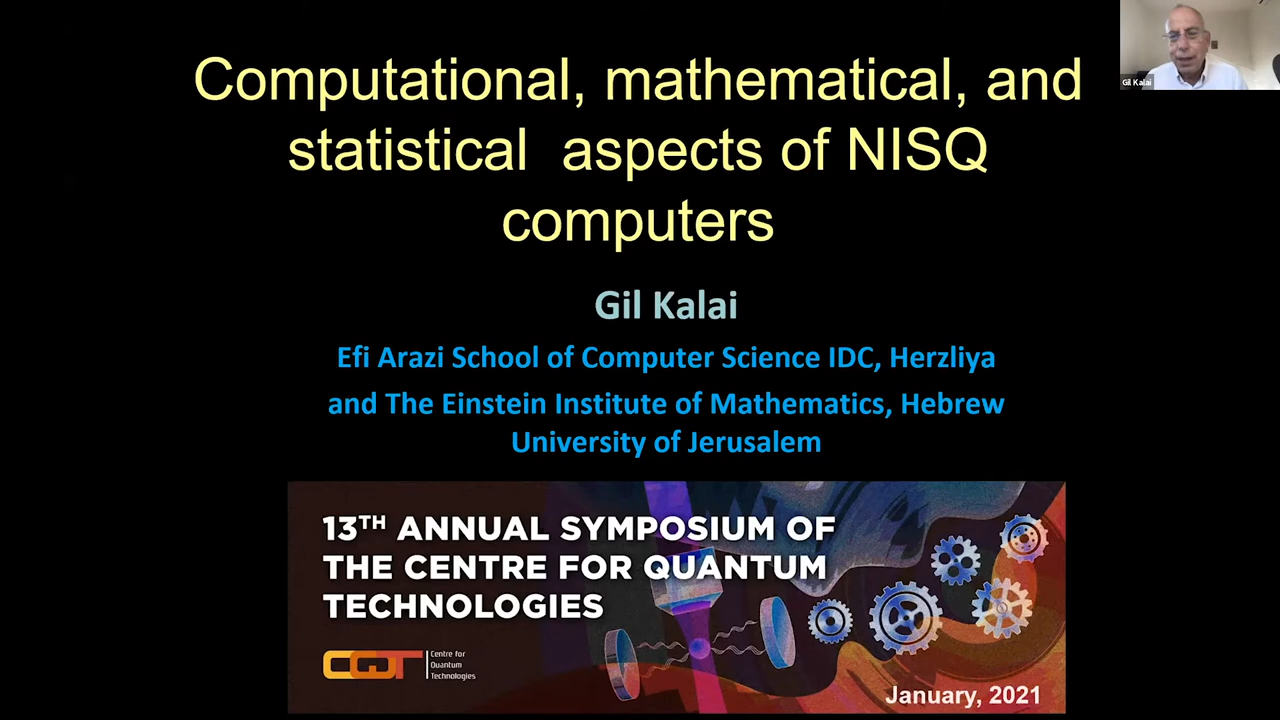 Computational, mathematical, and
statistical aspects of NISQ
computers
Gil Kalai
Gil Kalai
Efi Arazi School of Computer Science IDC, Herzliya
and The Einstein Institute of Mathematics, Hebrew
University of Jerusalem
13TH ANNUAL SYMPOSIUM OF
THE CENTRE FOR QUANTUM
TECHNOLOGIES
CQT
Centre for
Quantum
Technologies
January, 2021